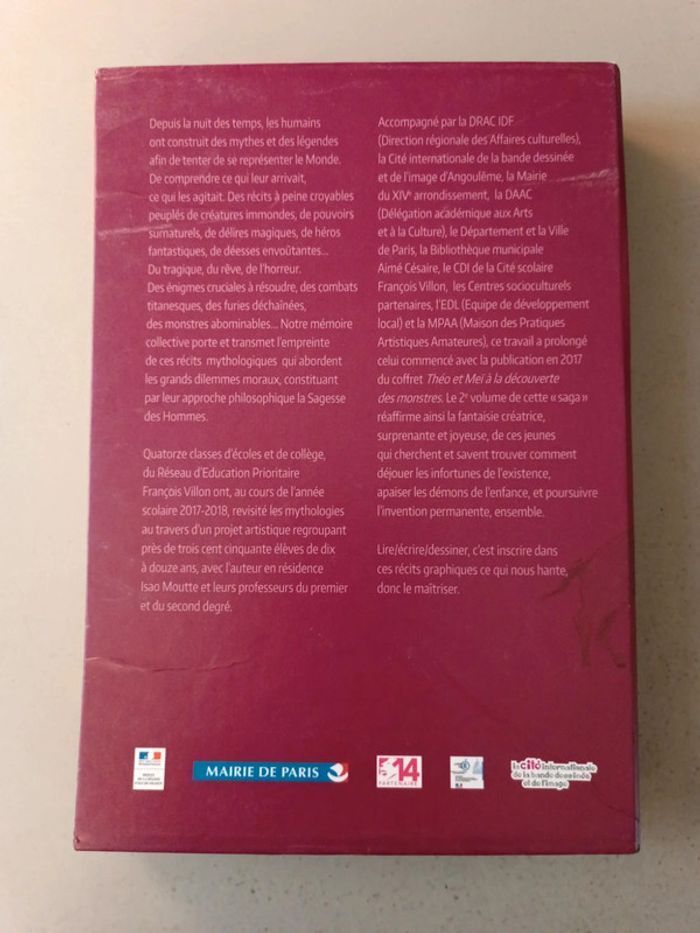 Depuis la nuit des temps, les humains
ont construit des mythes et des légendes
afin de tenter de se représenter le Monde.
De comprendre ce qui leur arrivait,
ce qui les agitait. Des récits à peine croyables
peuplés de créatures immondes, de pouvoirs
surnaturels, de délires magiques, de héros
fantastiques, de déesses envoûtantes...
Du tragique, du rêve, de l'horreur.
Des énigmes cruciales à résoudre, des combats
titanesques, des furies déchaînées,
des monstres abominables... Notre mémoire
collective porte et transmet l'empreinte
de ces récits mythologiques qui abordent
les grands dilemmes moraux, constituant
par leur approche philosophique la Sagesse
des Hommes.
Quatorze classes d'écoles et de collège,
du Réseau d'Education Prioritaire
François Villon ont, au cours de l'année
scolaire 2017-2018, revisité les mythologies
au travers d'un projet artistique regroupant
près de trois cent cinquante élèves de dix
à douze ans, avec l'auteur en résidence
Isao Moutte et leurs professeurs du premier
et du second degré.
Accompagné par la DRAC IDF
(Direction régionale des Affaires culturelles),
la Cité internationale de la bande dessinée
et de l'image d'Angoulême, la Mairie
du XIVe arrondissement, la DAAC
(Délégation académique aux Arts
et à la Culture), le Département et la Ville
de Paris, la Bibliothèque municipale
Aimé Césaire, le CDI de la Cité scolaire
François Villon, les Centres socioculturels
partenaires, l'EDL (Equipe de développement
local) et la MPAA (Maison des Pratiques
Artistiques Amateures), ce travail a prolongé
celui commencé avec la publication en 2017
du coffret Théo et Meï à la découverte
des monstres. Le 2e volume de cette « saga »
réaffirme ainsi la fantaisie créatrice,
surprenante et joyeuse, de ces jeunes
qui cherchent et savent trouver comment
déjouer les infortunes de l'existence,
apaiser les démons de l'enfance, et poursuivre
l'invention permanente, ensemble.
Lire/écrire/dessiner, c'est inscrire dans
ces récits graphiques ce qui nous hante,
donc le maîtriser.
MAIRIE DE PARIS
14
PARTENAIRE
la cité internationale
de la bande dessinée
et de l'image